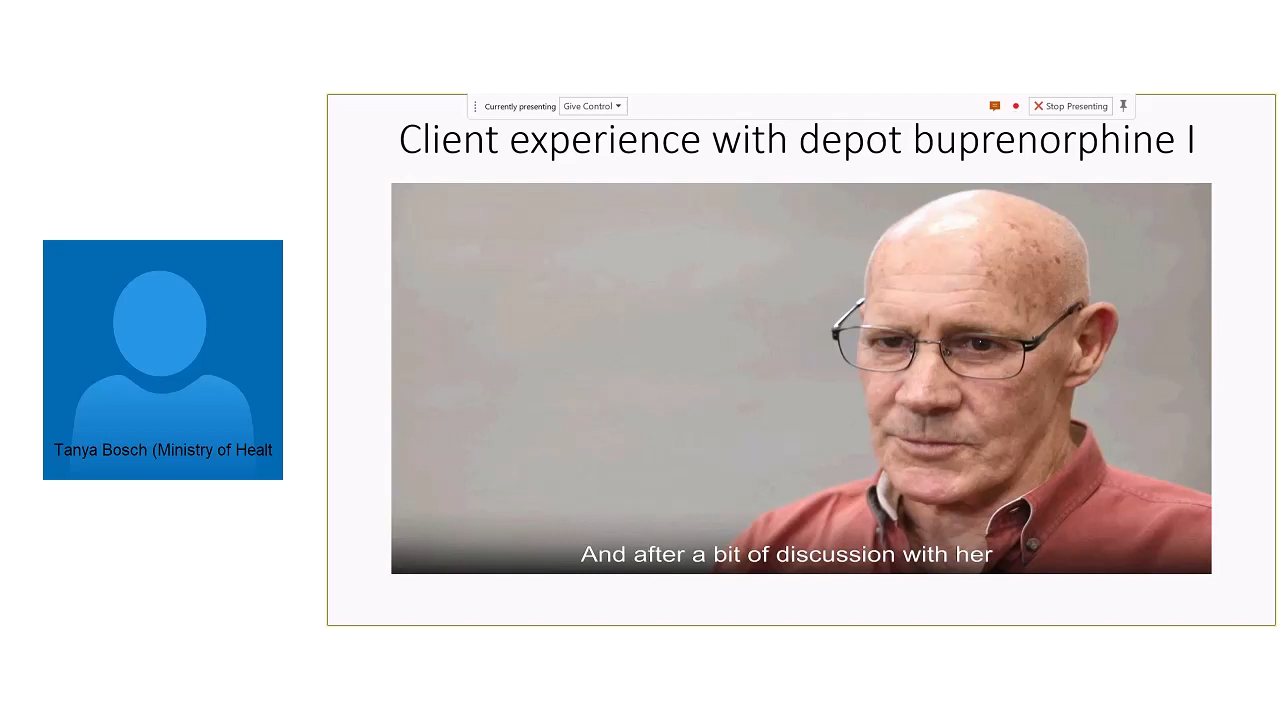 Currently presenting
Give Control
Stop Presenting
Client experience with depot buprenorphine I
Tanya Bosch (Ministry of Healt
And after a bit of discussion with her